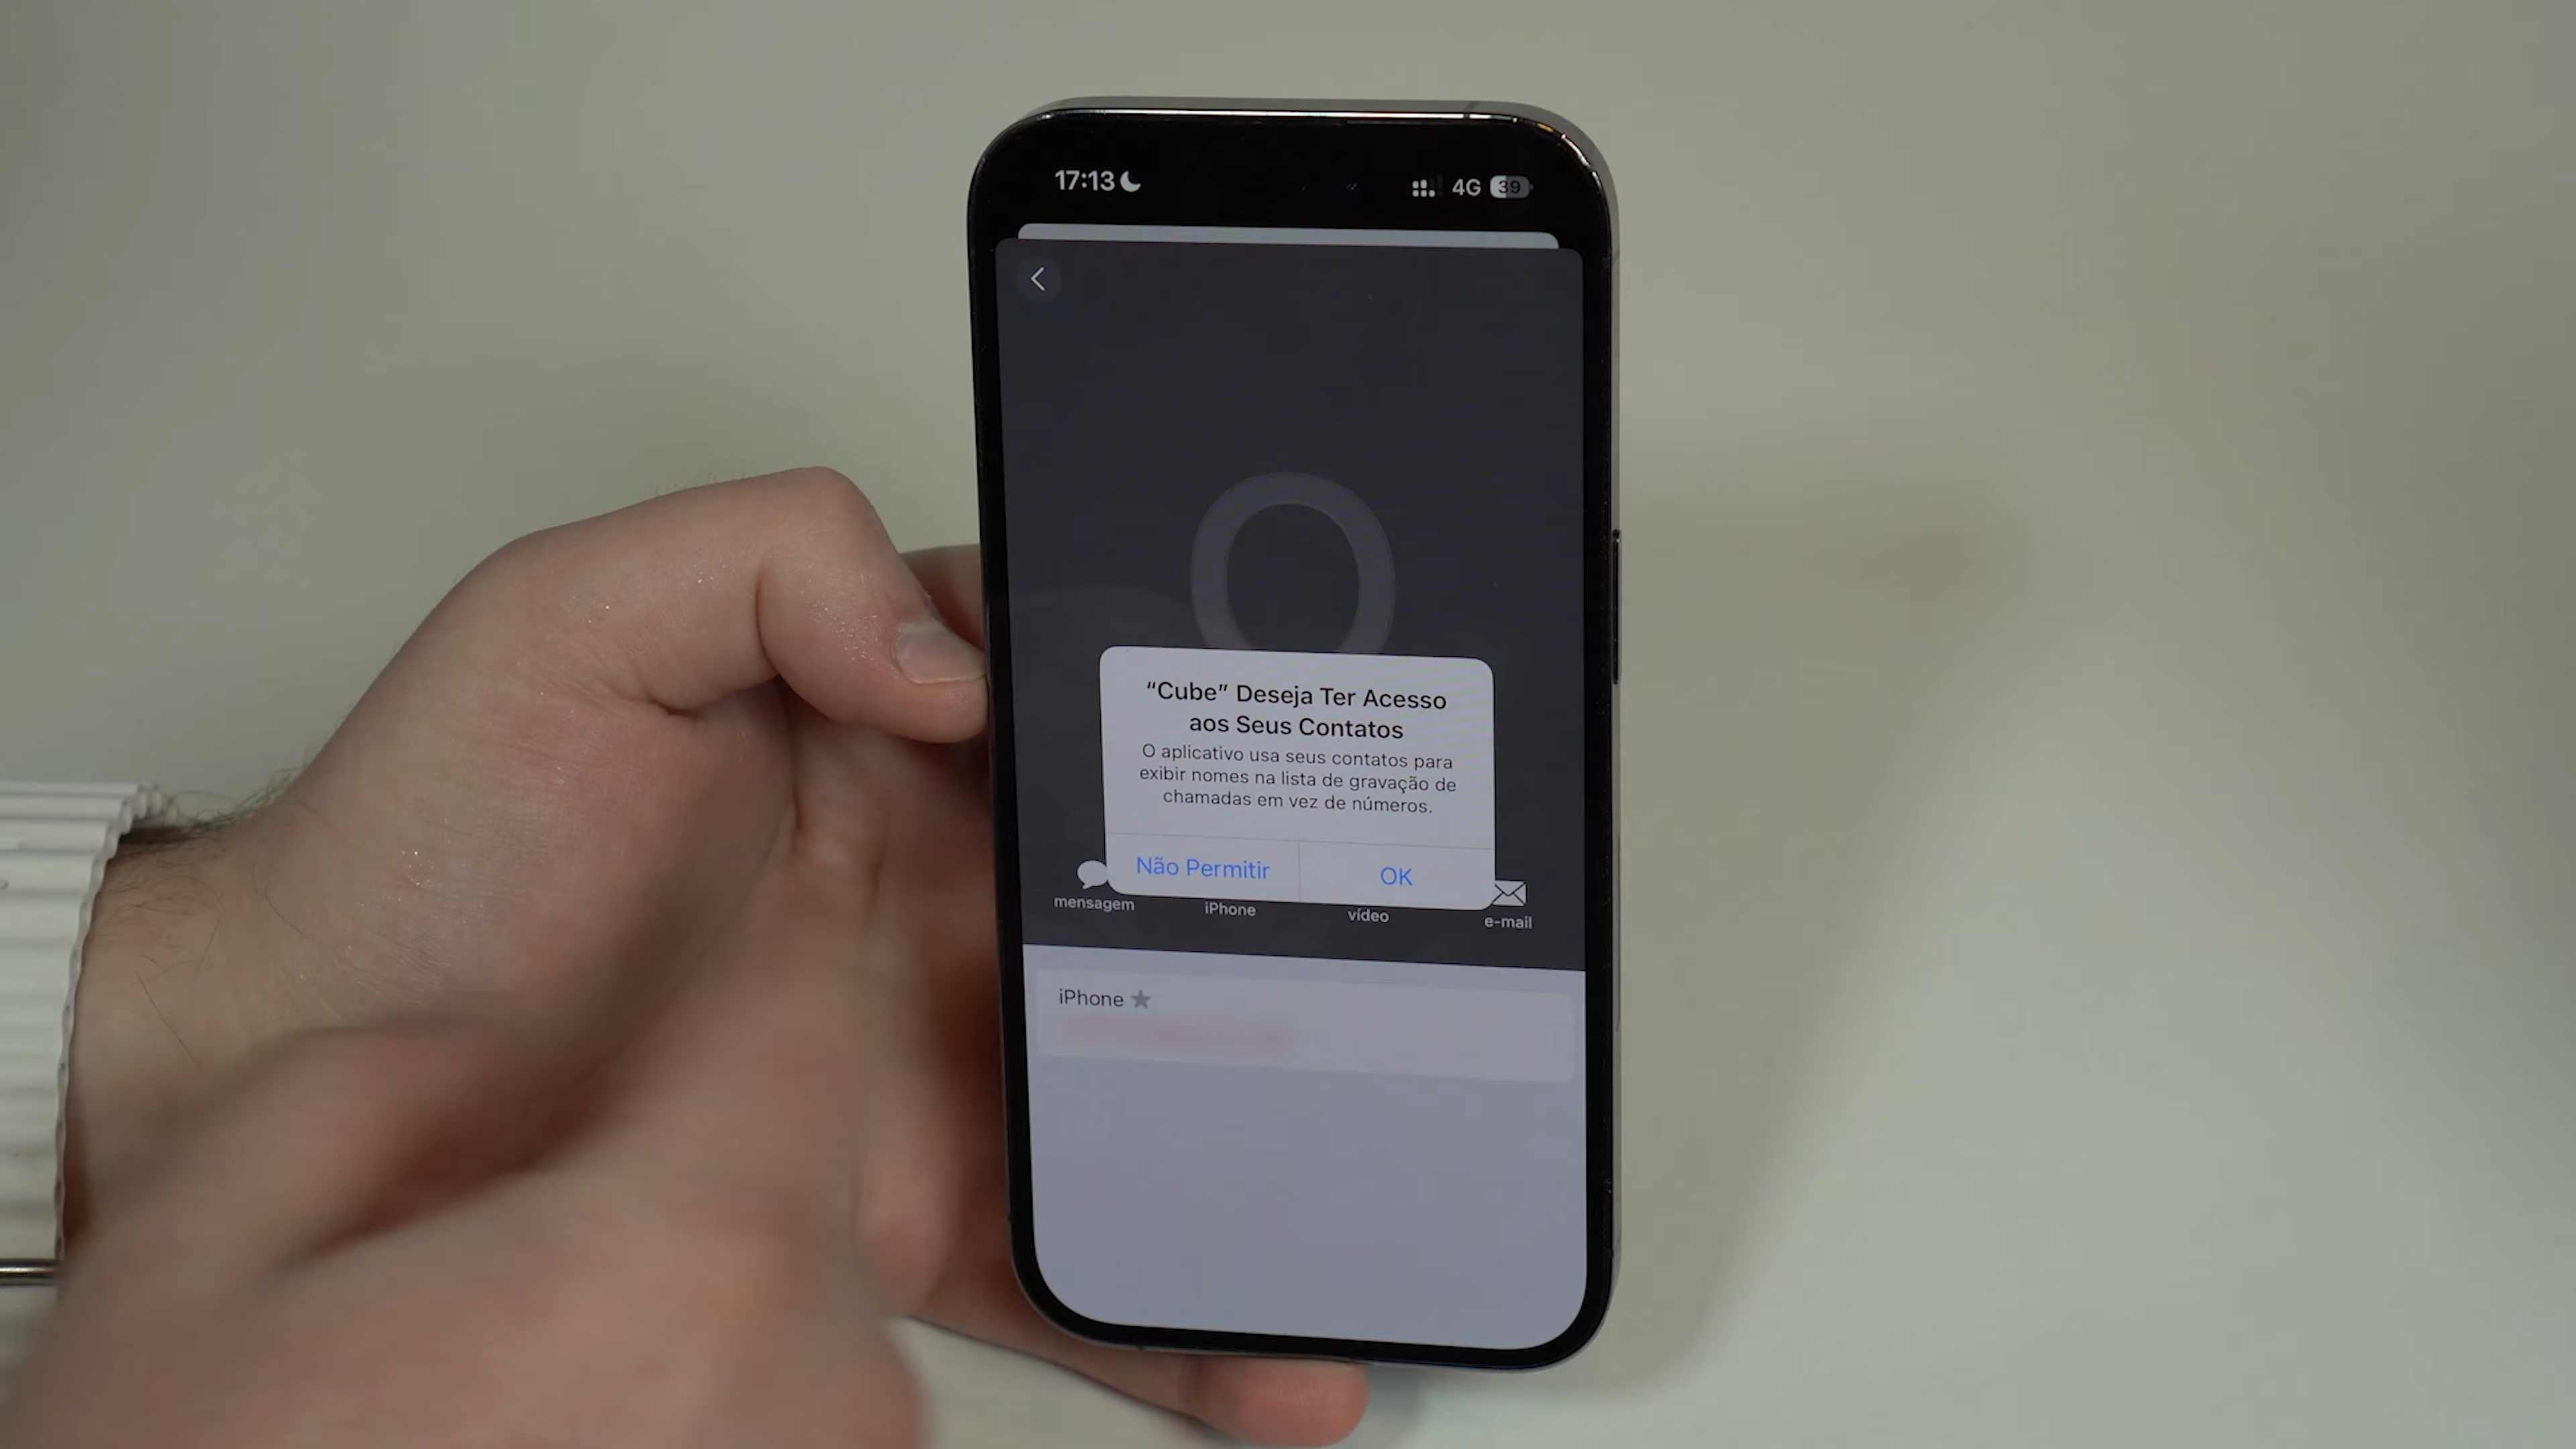 17:13
4G 39
“Cube” Deseja Ter Acesso
aos Seus Contatos
O aplicativo usa seus contatos para
exibir nomes na lista de gravação de
chamadas em vez de números.
Não Permitir
OK
mensagem
iPhone
vídeo
e-mail
iPhone